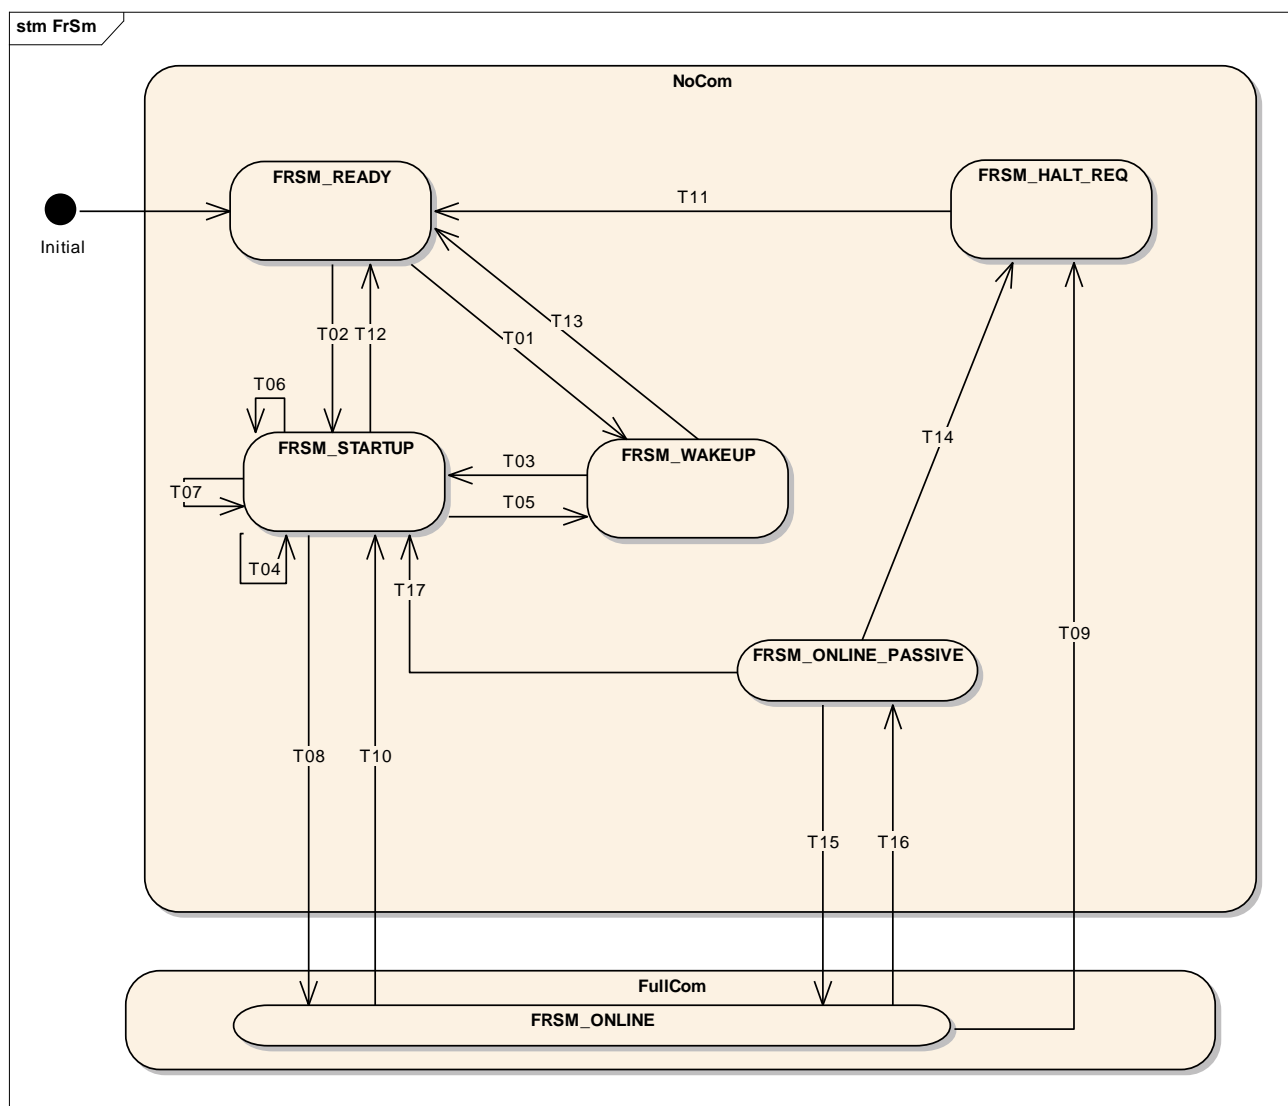 stm FrSm
NoCom
FRSM_READY
FRSM_HALT_REQ
T11
Initial
T13
T02
T12
T01
T06
T14
FRSM_STARTUP
FRSM_WAKEUP
T03
T07
T05
T04
T17
T09
FRSM_ONLINE_PASSIVE
T08
T10
T15
T16
FullCom
FRSM_ONLINE